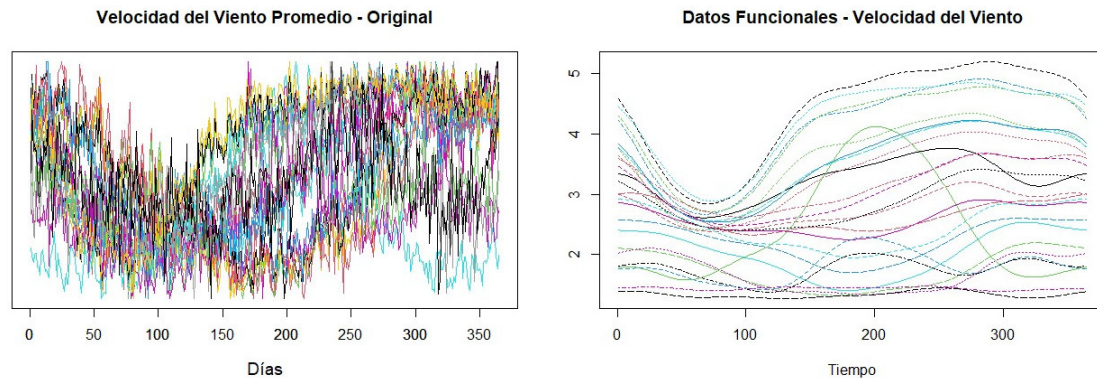 Velocidad del Viento Promedio - Original
0 50 100 150 200 250 300 350
Días
Datos Funcionales - Velocidad del Viento
5
4
3
2
0 100 200 300
Tiempo